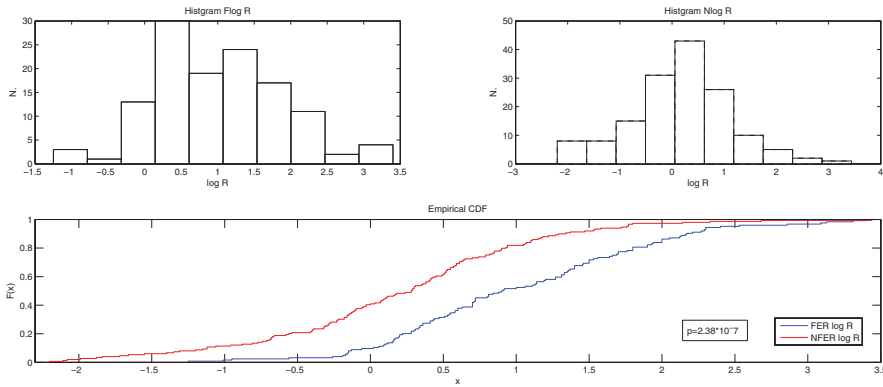 Histgram Flog R
30
25
20
15
10
5
0
N.
−1.5 −1 −0.5 0 0.5 1 1.5 2 2.5 3 3.5
log R
Histgram Nlog R
50
40
30
20
10
0
N.
−3 −2 −1 0 1 2 3 4
log R
Empirical CDF
1
0.8
0.6
0.4
0.2
0
F(x)
−2 −1.5 −1 −0.5 0 0.5 1 1.5 2 2.5 3 3.5
x
p=2.38*10⁻7
FER log R
NFER log R